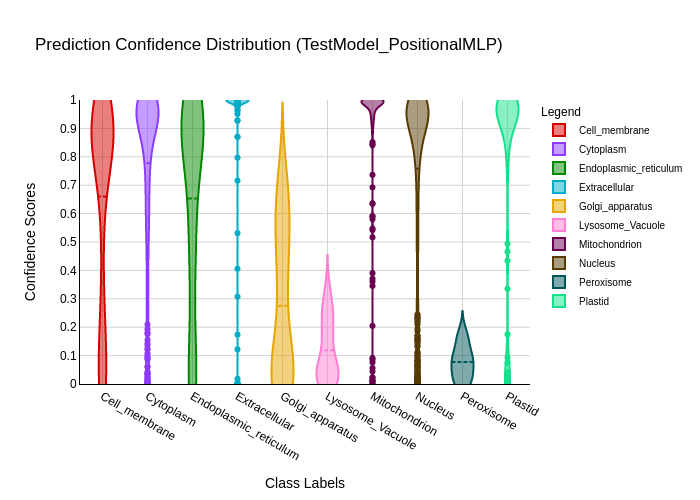 Prediction Confidence Distribution (TestModel_PositionalMLP)
Confidence Scores
1
0.9
0.8
0.7
0.6
0.5
0.4
0.3
0.2
0.1
0
Cell_membrane
Cytoplasm
Endoplasmic_reticulum
Extracellular
Golgi_apparatus
Lysosome_Vacuole
Mitochondrion
Nucleus
Peroxisome
Plastid
Class Labels
Legend
Cell_membrane
Cytoplasm
Endoplasmic_reticulum
Extracellular
Golgi_apparatus
Lysosome_Vacuole
Mitochondrion
Nucleus
Peroxisome
Plastid